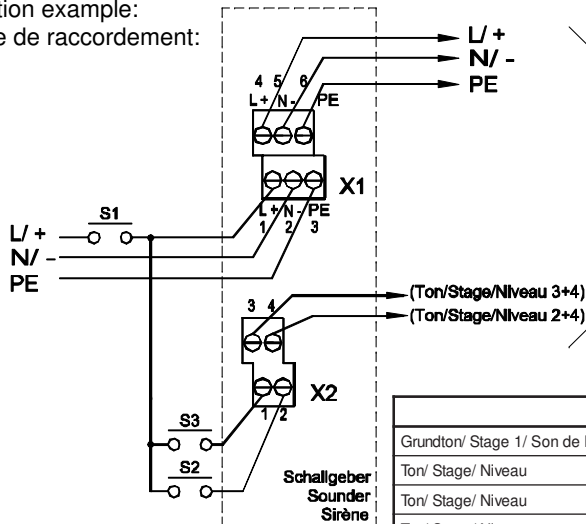 tion example:
e de raccordement:
L/ +
N/ -
PE
4 5 6
L+ N- PE
X1
L+ N- PE
1 2 3
S1
L/ +
N/ -
PE
3 4
(Ton/Stage/Niveau 3+4)
(Ton/Stage/Niveau 2+4)
X2
1 2
S3
S2
Schallgeber
Sounder
Sirène
Grundton/ Stage 1/ Son de
Ton/ Stage/ Niveau
Ton/ Stage/ Niveau